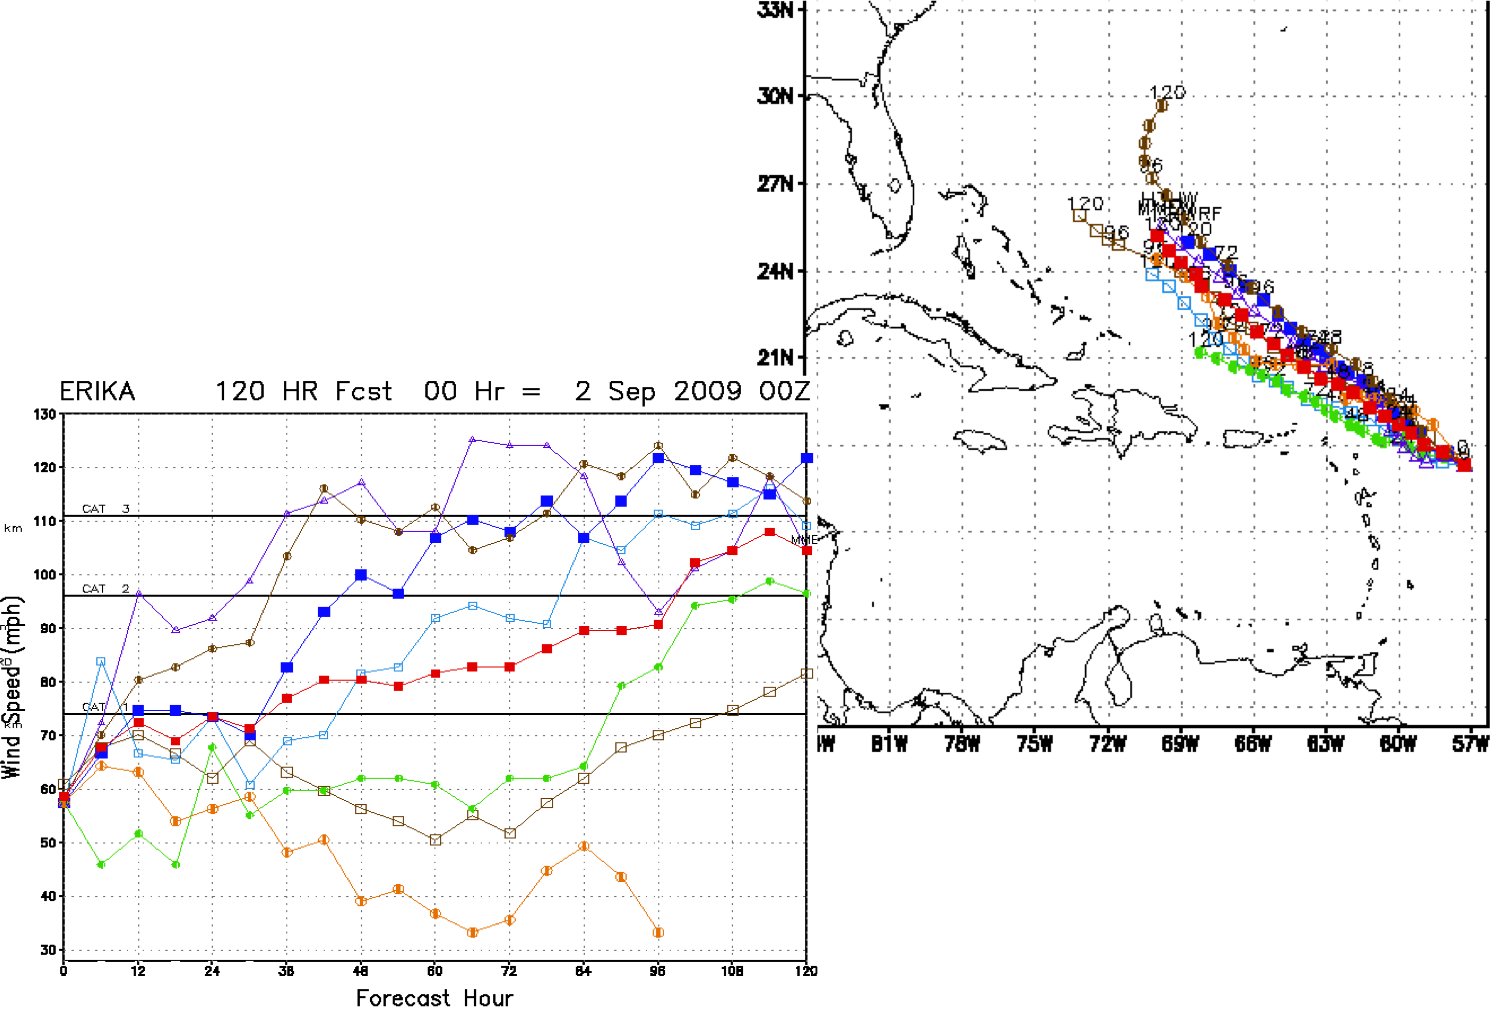 33N
30N
120
96
27N
120
96
24N
72
96
120
21N
ERIKA 120 HR Fcst 00 Hr = 2 Sep 2009 00Z
130
120
CAT 3
110
MME
100
CAT 2
90
80
CAT 1
70
60
50
40
30
km
Wind Speed (mph)
0 12 24 36 48 60 72 84 96 108 120
Forecast Hour
81W 78W 75W 72W 69W 66W 63W 60W 57W